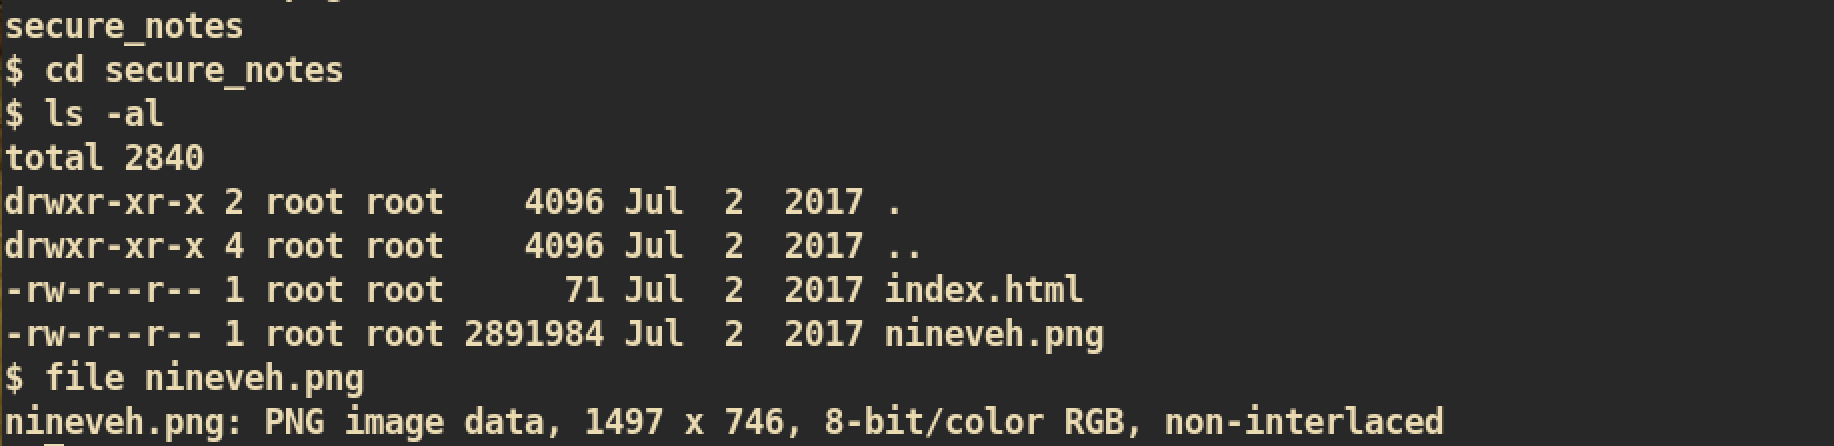 secure_notes
$ cd secure_notes
$ ls -al
total 2840
drwxr-xr-x 2 root root    4096 Jul  2  2017 .
drwxr-xr-x 4 root root    4096 Jul  2  2017 ..
-rw-r--r-- 1 root root      71 Jul  2  2017 index.html
-rw-r--r-- 1 root root 2891984 Jul  2  2017 nineveh.png
$ file nineveh.png
nineveh.png: PNG image data, 1497 x 746, 8-bit/color RGB, non-interlaced